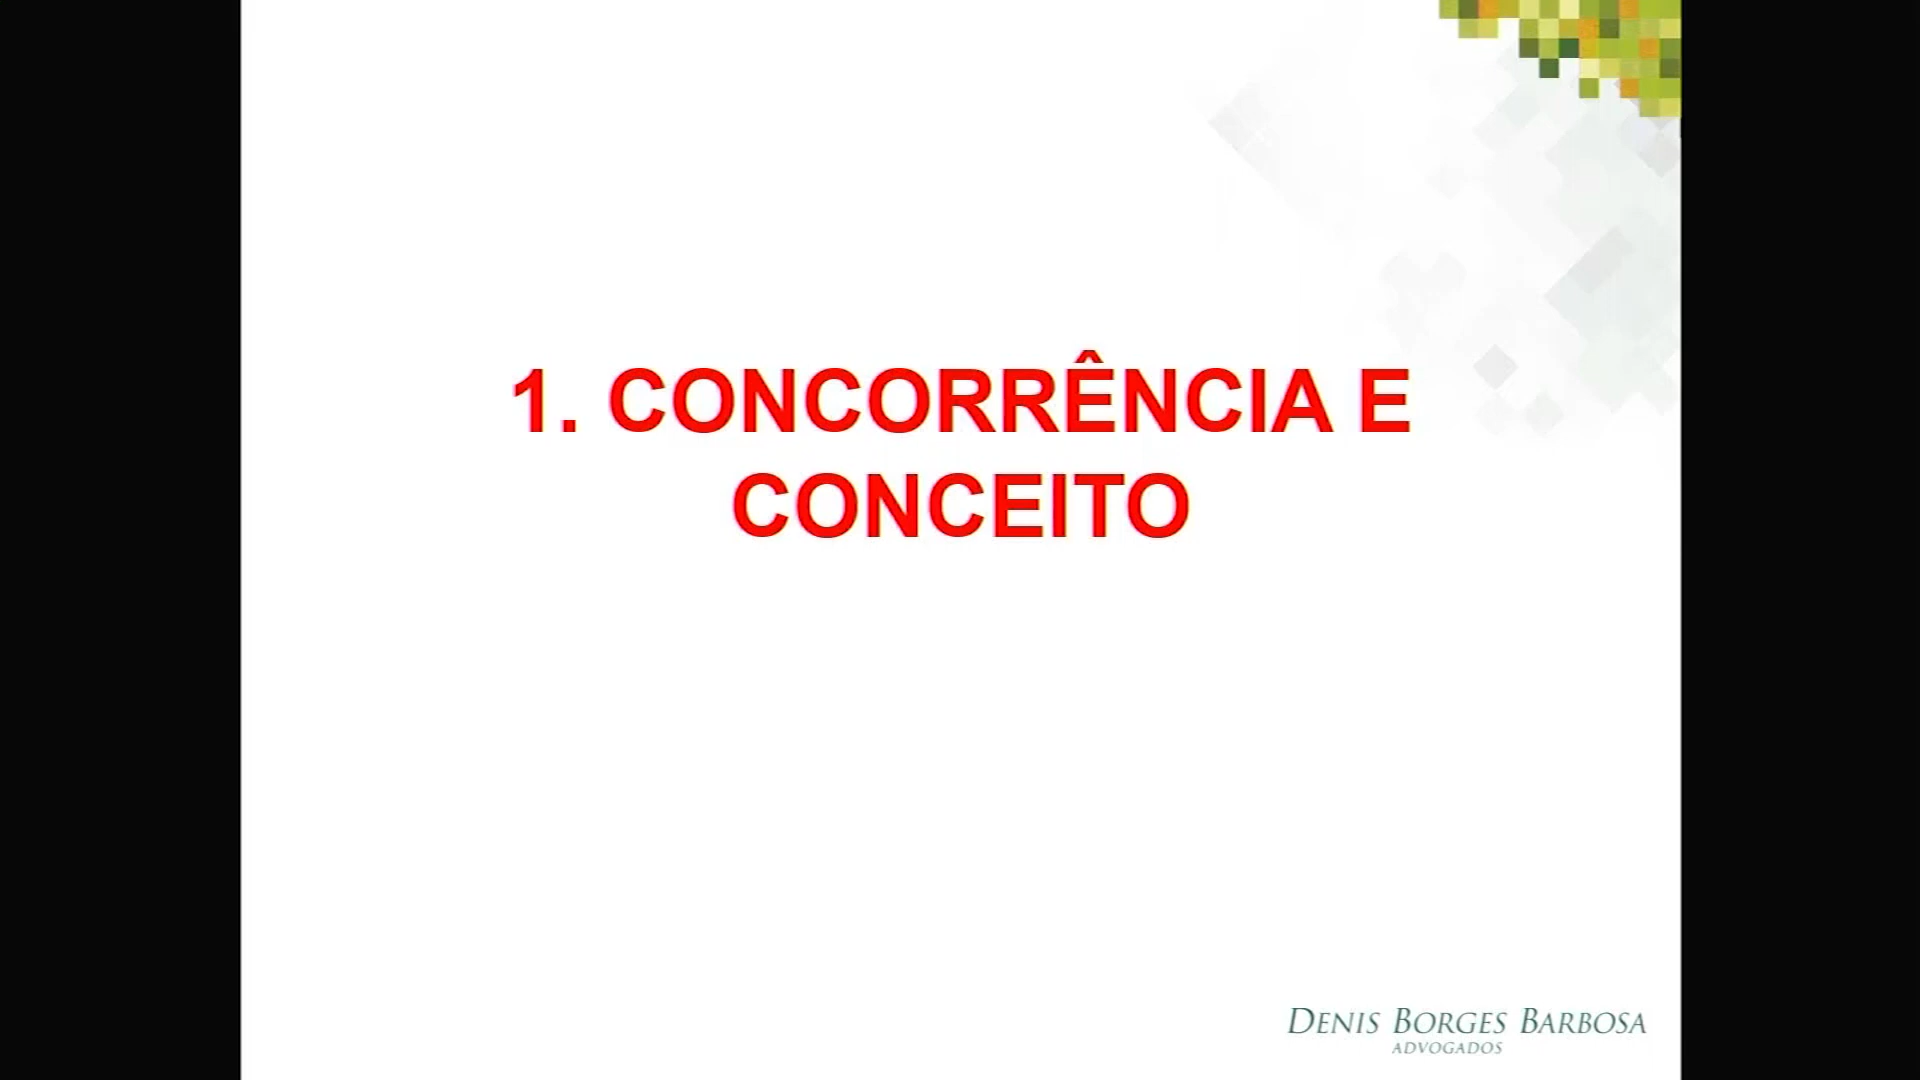 1. CONCORRÊNCIA E
CONCEITO
DENIS BORGES BARBOSA
ADVOGADOS